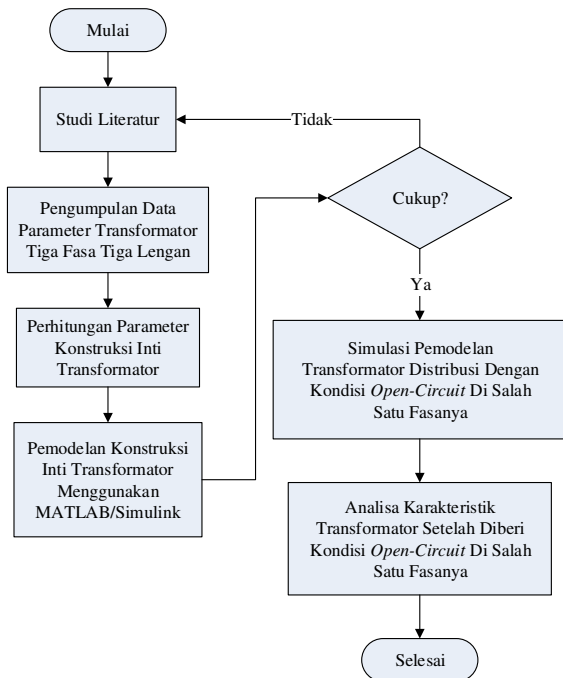 Mulai
Studi Literatur
Pengumpulan Data
Parameter Transformator
Tiga Fasa Tiga Lengan
Perhitungan Parameter
Konstruksi Inti
Transformator
Pemodelan Konstruksi
Inti Transformator
Menggunakan
MATLAB/Simulink
Tidak
Cukup?
Ya
Simulasi Pemodelan
Transformator Distribusi Dengan
Kondisi Open-Circuit Di Salah
Satu Fasanya
Analisa Karakteristik
Transformator Setelah Diberi
Kondisi Open-Circuit Di Salah
Satu Fasanya
Selesai